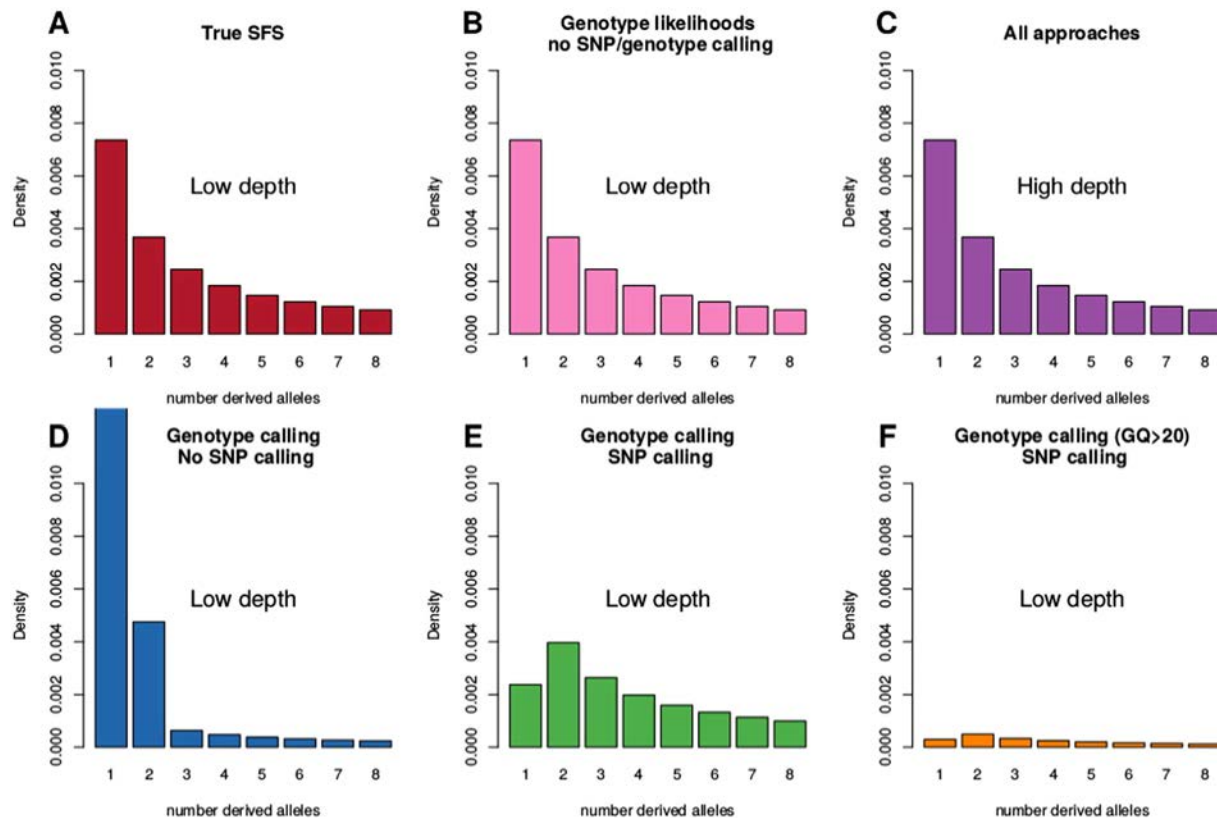 A
True SFS
0.010
0.008
0.006
0.004
0.002
0.000
Density
Low depth
1 2 3 4 5 6 7 8
number derived alleles
B
Genotype likelihoods
no SNP/genotype calling
0.010
0.008
0.006
0.004
0.002
0.000
Density
Low depth
1 2 3 4 5 6 7 8
number derived alleles
C
All approaches
0.010
0.008
0.006
0.004
0.002
0.000
Density
High depth
1 2 3 4 5 6 7 8
number derived alleles
D
Genotype calling
No SNP calling
0.010
0.008
0.006
0.004
0.002
0.000
Density
Low depth
1 2 3 4 5 6 7 8
number derived alleles
E
Genotype calling
SNP calling
0.010
0.008
0.006
0.004
0.002
0.000
Density
Low depth
1 2 3 4 5 6 7 8
number derived alleles
F
Genotype calling (GQ>20)
SNP calling
0.010
0.008
0.006
0.004
0.002
0.000
Density
Low depth
1 2 3 4 5 6 7 8
number derived alleles